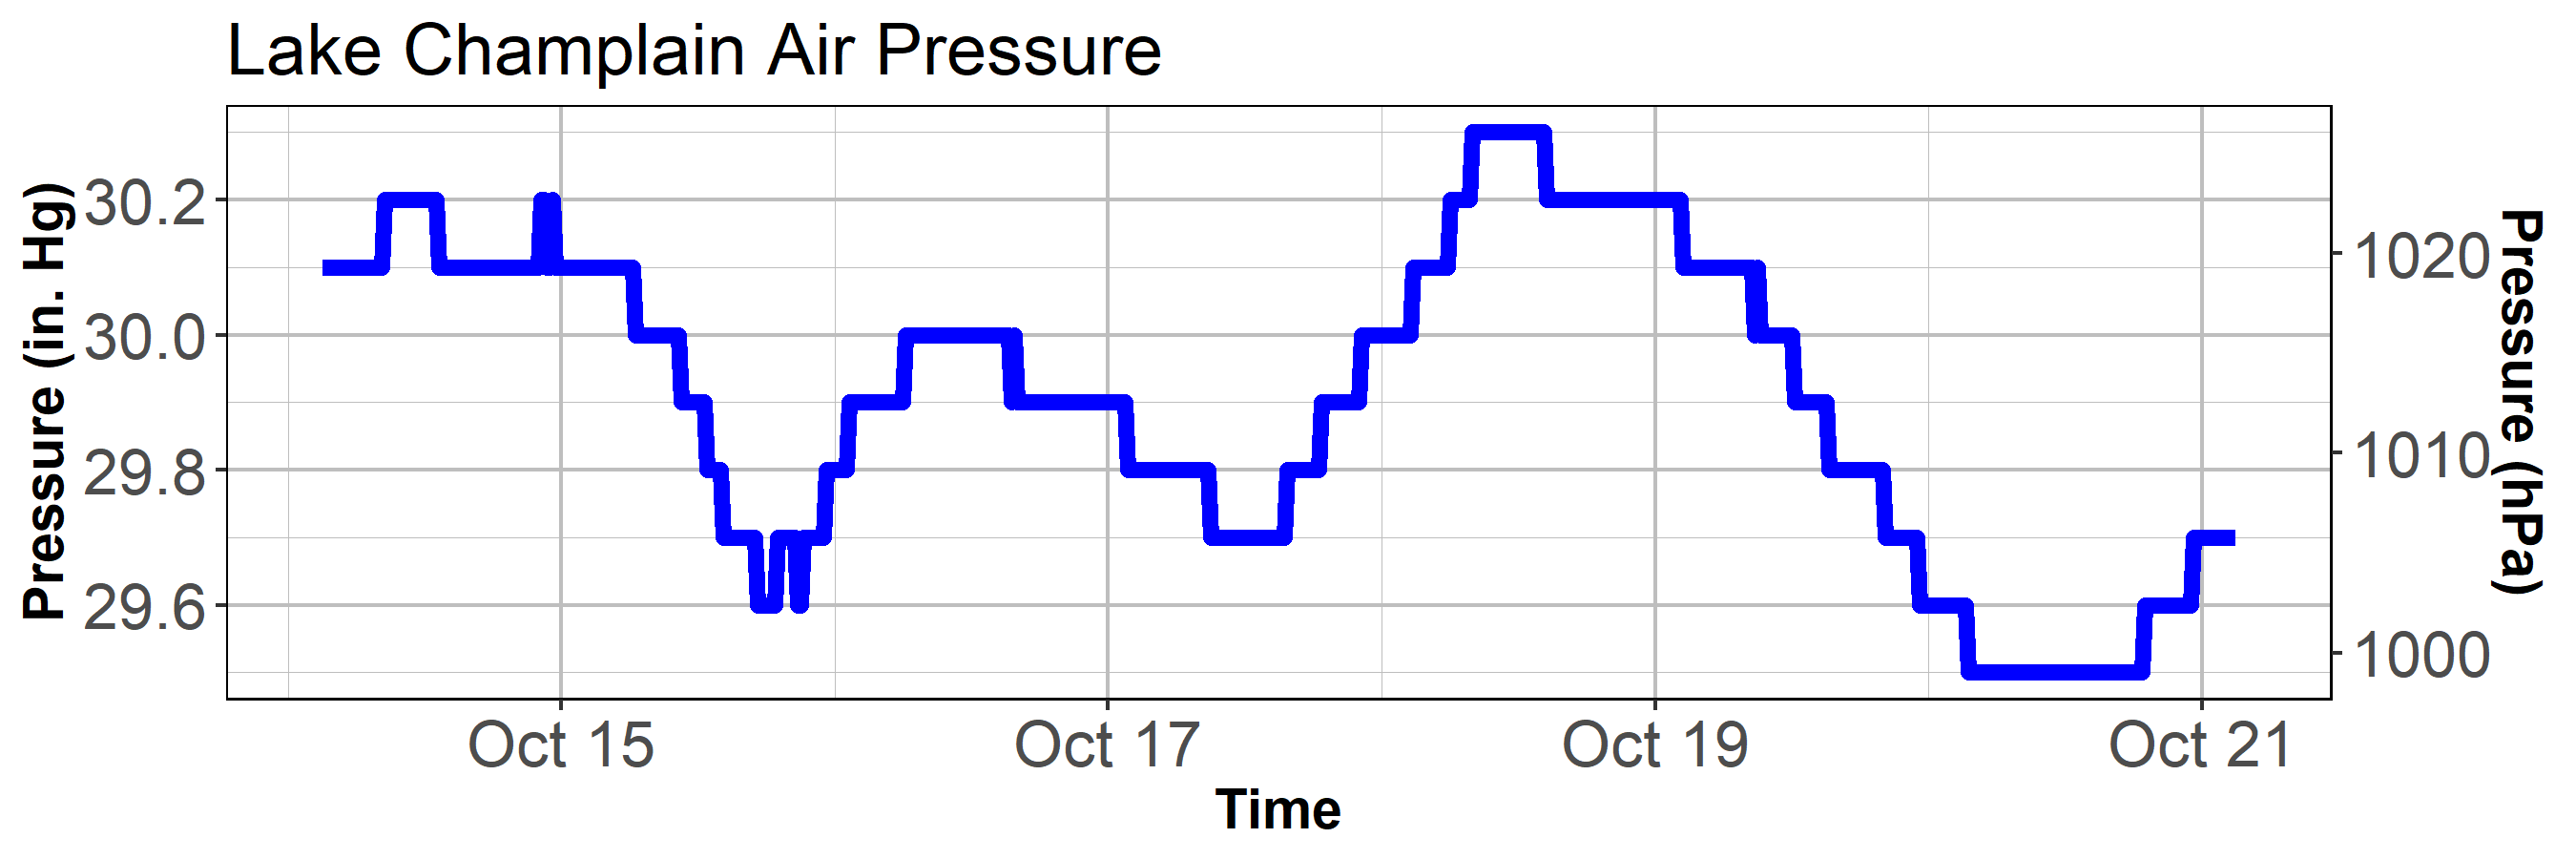 Lake Champlain Air Pressure
Pressure (in. Hg)
30.2
30.0
29.8
29.6
1020
1010
1000
Pressure (hPa)
Oct 15
Oct 17
Oct 19
Oct 21
Time